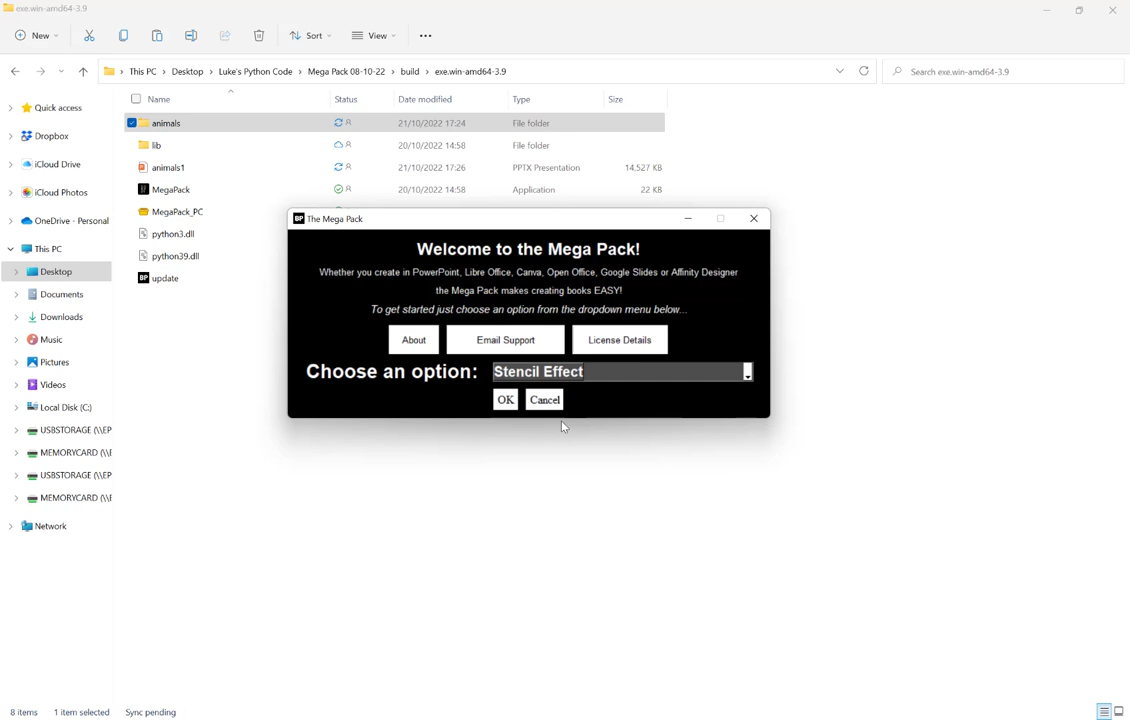 exe.win-amd64-3.9
New
Sort
View
This PC > Desktop > Luke's Python Code > Mega Pack 08-10-22 > build > exe.win-amd64-3.9
Search exe.win-amd64-3.9
Name Status Date modified Type Size
Quick access
Dropbox
iCloud Drive
iCloud Photos
OneDrive - Personal
This PC
Desktop
Documents
Downloads
Music
Pictures
Videos
Local Disk (C:)
USBSTORAGE (\\EP
MEMORYCARD (\\E
USBSTORAGE (\\EP
MEMORYCARD (\\E
Network
animals 21/10/2022 17:24 File folder
lib 20/10/2022 14:58 File folder
animals1 21/10/2022 17:26 PPTX Presentation 14,527 KB
MegaPack 20/10/2022 14:58 Application 22 KB
MegaPack_PC
python3.dll
python39.dll
BP update
BP The Mega Pack
Welcome to the Mega Pack!
Whether you create in PowerPoint, Libre Office, Canva, Open Office, Google Slides or Affinity Designer
the Mega Pack makes creating books EASY!
To get started just choose an option from the dropdown menu below...
About Email Support License Details
Choose an option: Stencil Effect
OK Cancel
8 items 1 item selected Sync pending